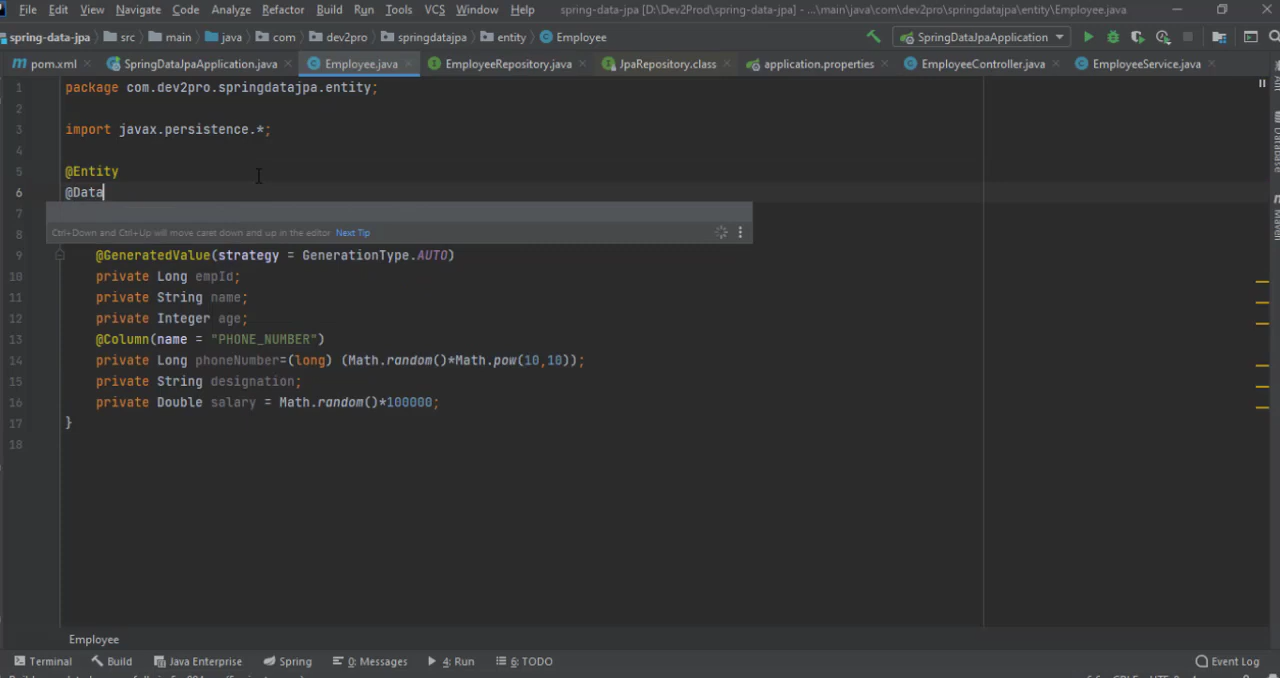 File Edit View Navigate Code Analyze Refactor Build Run Tools VCS Window Help spring-data-jpa [D:\Dev2Prod\spring-data-jpa] - ...\main\java\com\dev2pro\springdatajpa\entity\Employee.java
spring-data-jpa src main java com dev2pro springdatajpa entity Employee SpringDataJpaApplication
pom.xml SpringDataJpaApplication.java Employee.java EmployeeRepository.java JpaRepository.class application.properties EmployeeController.java EmployeeService.java
1 package com.dev2pro.springdatajpa.entity;
2
3 import javax.persistence.*;
4
5 @Entity
6 @Data
7
Ctrl+Down and Ctrl+Up will move caret down and up in the editor Next Tip
8
9 @GeneratedValue(strategy = GenerationType.AUTO)
10 private Long empId;
11 private String name;
12 private Integer age;
13 @Column(name = "PHONE_NUMBER")
14 private Long phoneNumber=(long) (Math.random()*Math.pow(10,10));
15 private String designation;
16 private Double salary = Math.random()*100000;
17 }
18
Employee
Terminal Build Java Enterprise Spring 0: Messages 4: Run 6: TODO Event Log
Database
Maven